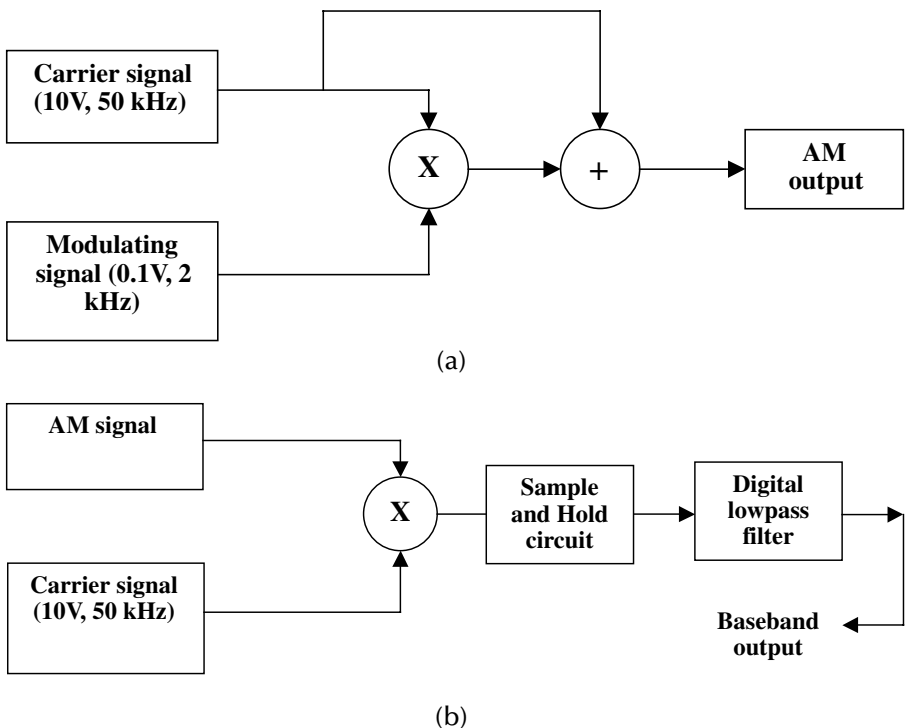 Carrier signal
(10V, 50 kHz)
X
+
AM
output
Modulating
signal (0.1V, 2
kHz)
(a)
AM signal
X
Sample
and Hold
circuit
Digital
lowpass
filter
Carrier signal
(10V, 50 kHz)
Baseband
output
(b)